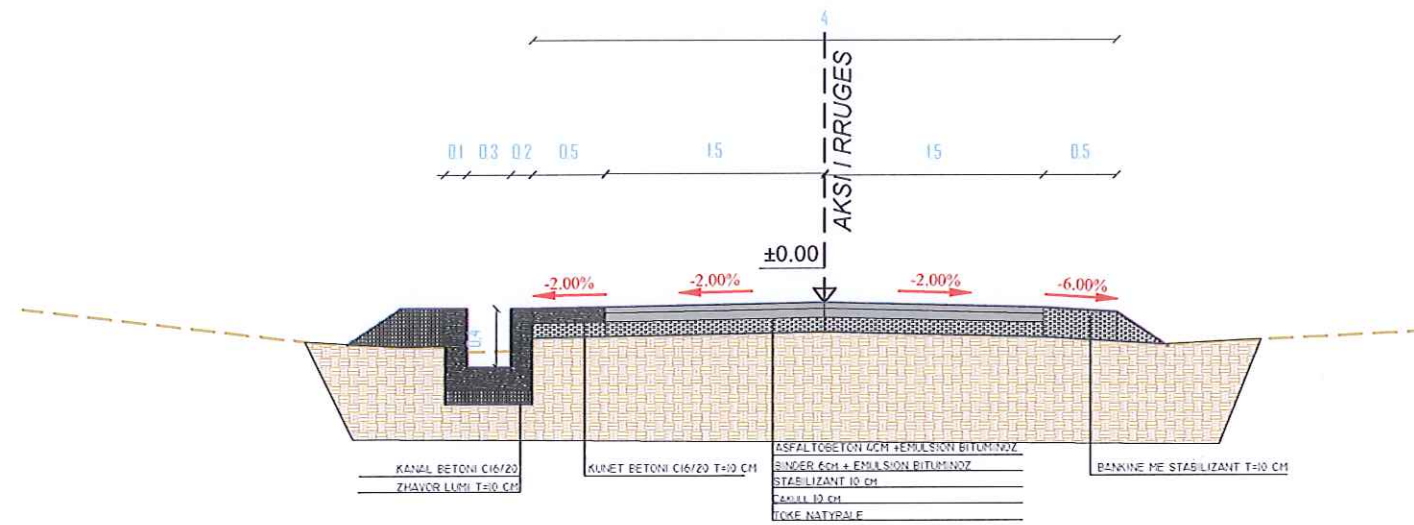 4
AKSI I RRUGES
0.1 0.3 0.2 0.5 1.5 1.5 0.5
±0.00
-2.00% -2.00% -2.00% -6.00%
0.4
KANAL BETONI C16/20
ZHAVOR LUMI T=10 CM
KUNET BETONI C16/20 T=10 CM
ASFALTOBETON 4CM +EMULSION BITUMINOZ
BINDER 6CM + EMULSION BITUMINOZ
STABILIZANT 10 CM
CAKULL 10 CM
TOKE NATYRALE
BANKINE ME STABILIZANT T=10 CM